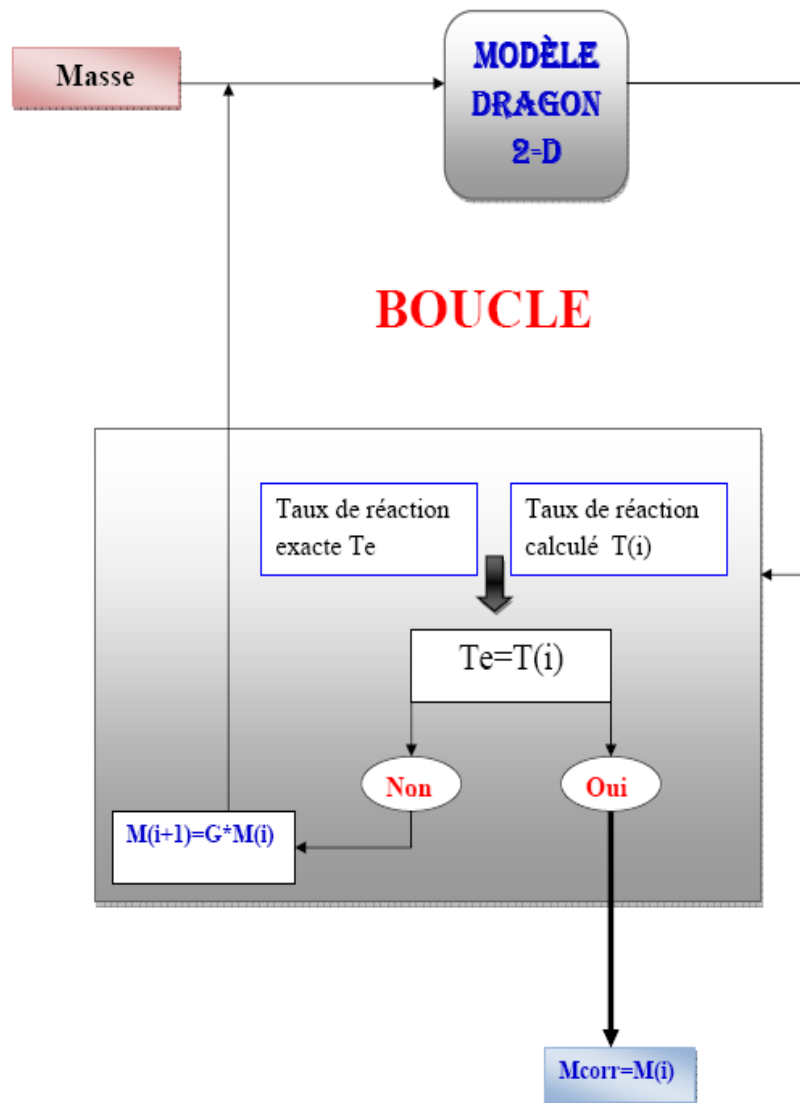 Masse
MODÈLE
DRAGON
2-D
BOUCLE
Taux de réaction
exacte Te
Taux de réaction
calculé T(i)
Te=T(i)
Non
Oui
M(i+1)=G*M(i)
Mcorr=M(i)